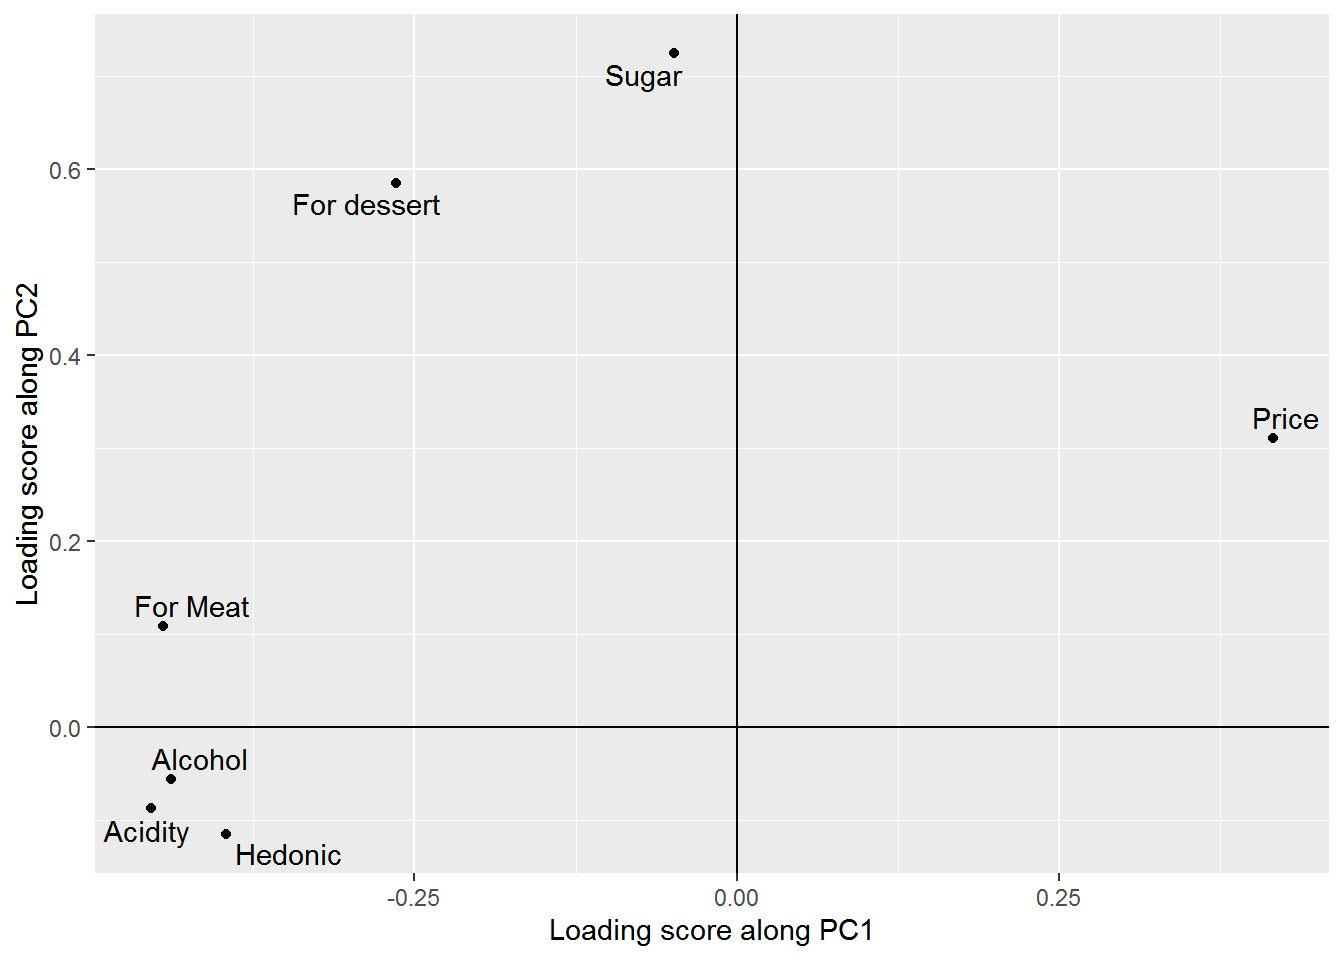 Sugar
For dessert
Price
For Meat
Alcohol
Acidity
Hedonic
0.6
0.4
0.2
0.0
-0.25
0.00
0.25
Loading score along PC1
Loading score along PC2